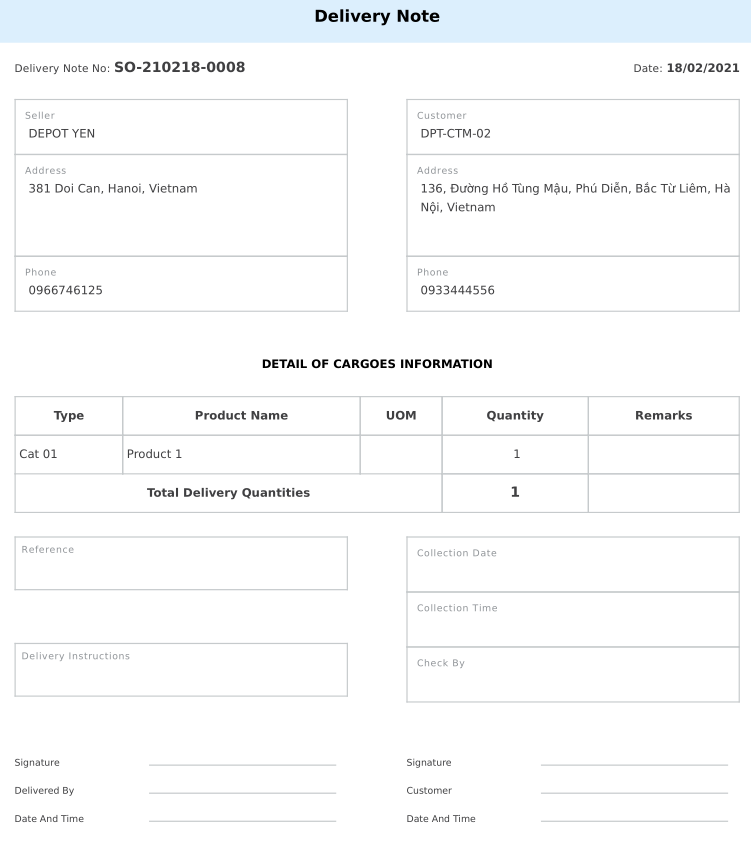 Delivery Note
Delivery Note No: SO-210218-0008
Date: 18/02/2021
Seller
DEPOT YEN
Address
381 Doi Can, Hanoi, Vietnam
Phone
0966746125
Customer
DPT-CTM-02
Address
136, Đường Hồ Tùng Mậu, Phú Diễn, Bắc Từ Liêm, Hà
Nội, Vietnam
Phone
0933444556
DETAIL OF CARGOES INFORMATION
Type Product Name UOM Quantity Remarks
Cat 01 Product 1 1
Total Delivery Quantities 1
Reference
Delivery Instructions
Collection Date
Collection Time
Check By
Signature
Delivered By
Date And Time
Signature
Customer
Date And Time